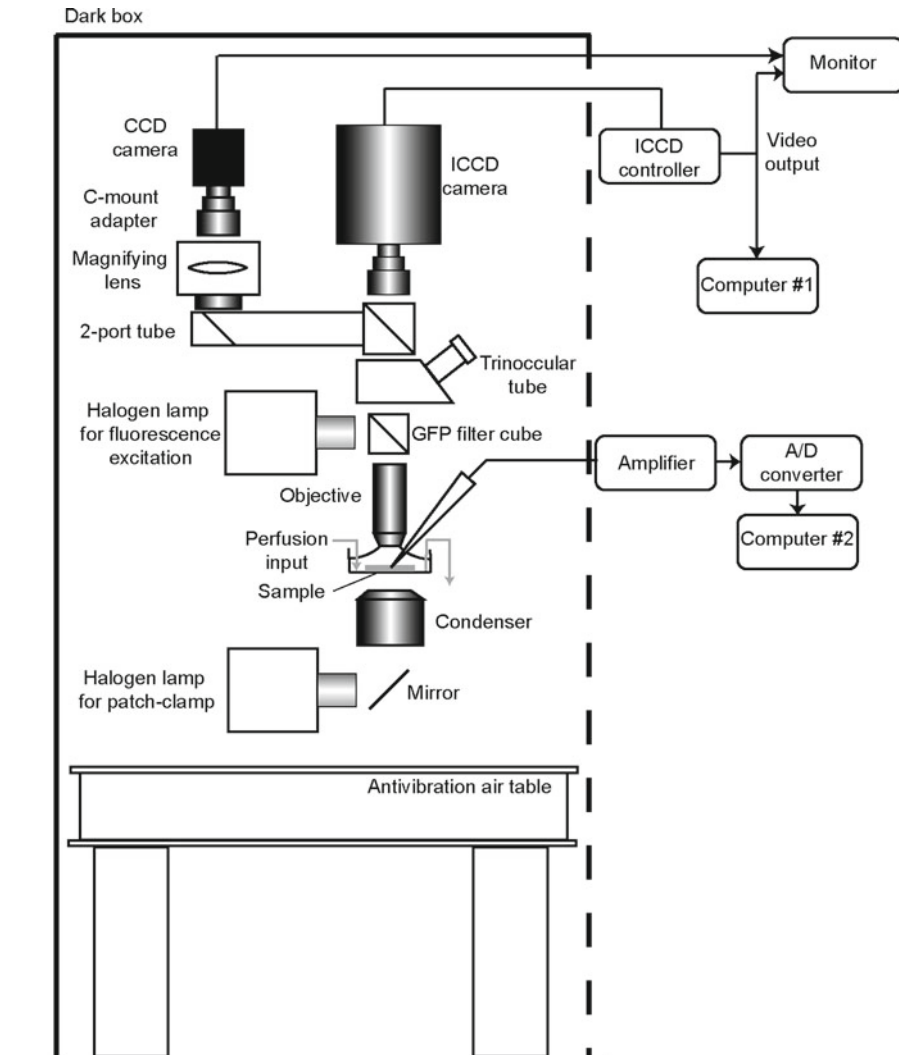 Dark box
Monitor
CCD
camera
ICCD
camera
ICCD
controller
Video
output
C-mount
adapter
Magnifying
lens
Computer #1
2-port tube
Trinoccular
tube
Halogen lamp
for fluorescence
excitation
GFP filter cube
Amplifier
A/D
converter
Objective
Computer #2
Perfusion
input
Sample
Condenser
Halogen lamp
for patch-clamp
Mirror
Antivibration air table